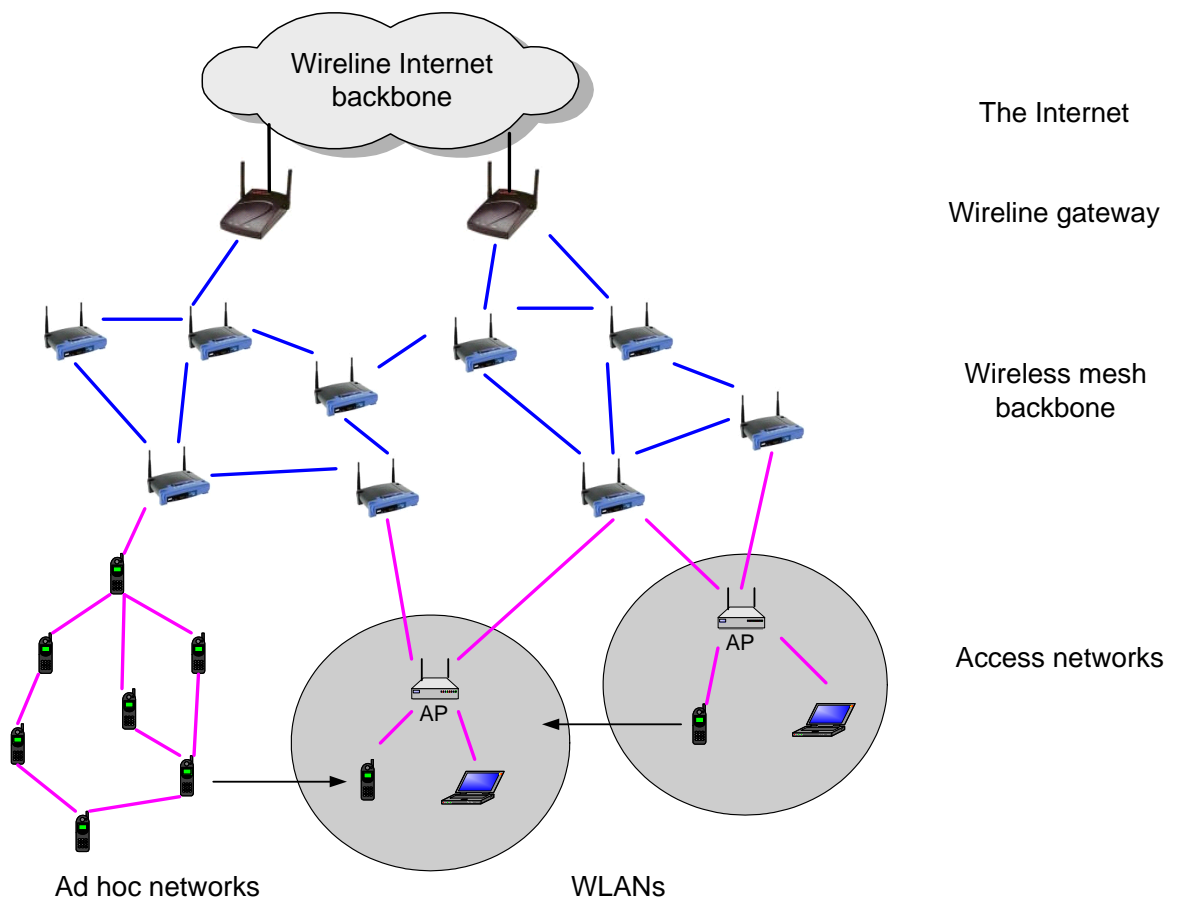 Wireline Internet
backbone
The Internet
Wireline gateway
Wireless mesh
backbone
AP
Access networks
AP
Ad hoc networks
WLANs